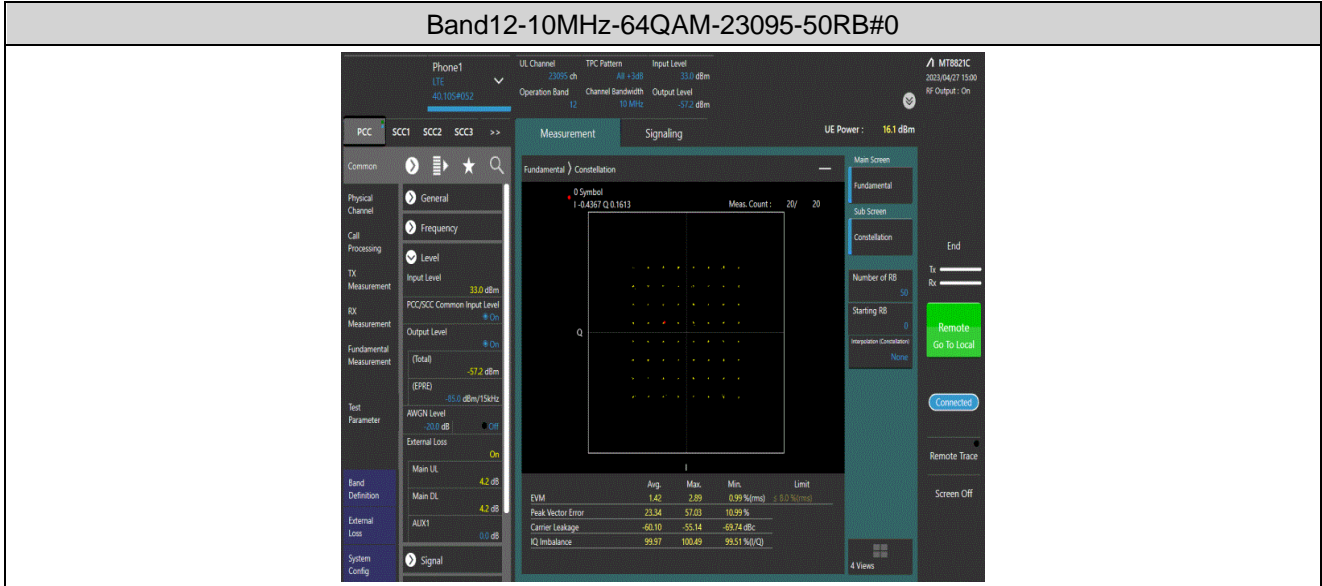 Band12-10MHz-64QAM-23095-50RB#0
Phone1
LTE
40.10S#052
UL Channel TPC Pattern Input Level
23095 ch All +3dB 33.0 dBm
Operation Band Channel Bandwidth Output Level
12 10 MHz -57.2 dBm
MT8821C
2023/04/27 15:00
RF Output : On
PCC SCC1 SCC2 SCC3 >>
Measurement Signaling UE Power : 16.1 dBm
Common
Physical
Channel
Call
Processing
TX
Measurement
RX
Measurement
Fundamental
Measurement
Test
Parameter
Band
Definition
External
Loss
System
Config
General
Frequency
Level
Input Level
33.0 dBm
PCC/SCC Common Input Level
On
Output Level
On
(Total)
-57.2 dBm
(EPRE)
-85.0 dBm/15kHz
AWGN Level
-20.0 dB Off
External Loss
On
Main UL
4.2 dB
Main DL
4.2 dB
AUX1
0.0 dB
Signal
Fundamental Constellation
0 Symbol
I -0.4367 Q 0.1613 Meas. Count : 20/ 20
Q
I
Avg. Max. Min. Limit
EVM 1.42 2.89 0.99 %(rms) ≤ 8.0 %(rms)
Peak Vector Error 23.34 57.03 10.99 %
Carrier Leakage -60.10 -55.14 -69.74 dBc
IQ Imbalance 99.97 100.49 99.51 %(I/Q)
Main Screen
Fundamental
Sub Screen
Constellation
Number of RB
50
Starting RB
0
Interpolation (Constellation)
None
4 Views
End
Tx
Rx
Remote
Go To Local
Connected
Remote Trace
Screen Off